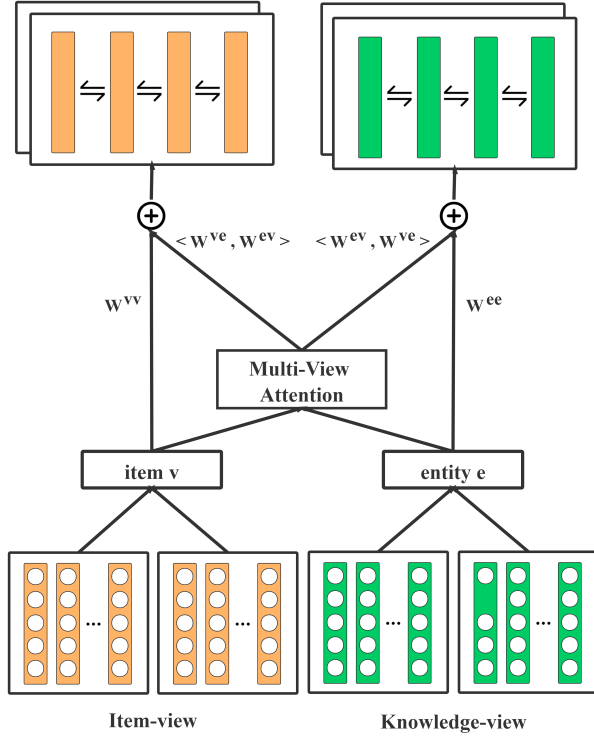 < W^ve , W^ev >
< W^ev , W^ve >
W^vv
W^ee
Multi-View
Attention
item v
entity e
...
...
...
...
Item-view
Knowledge-view